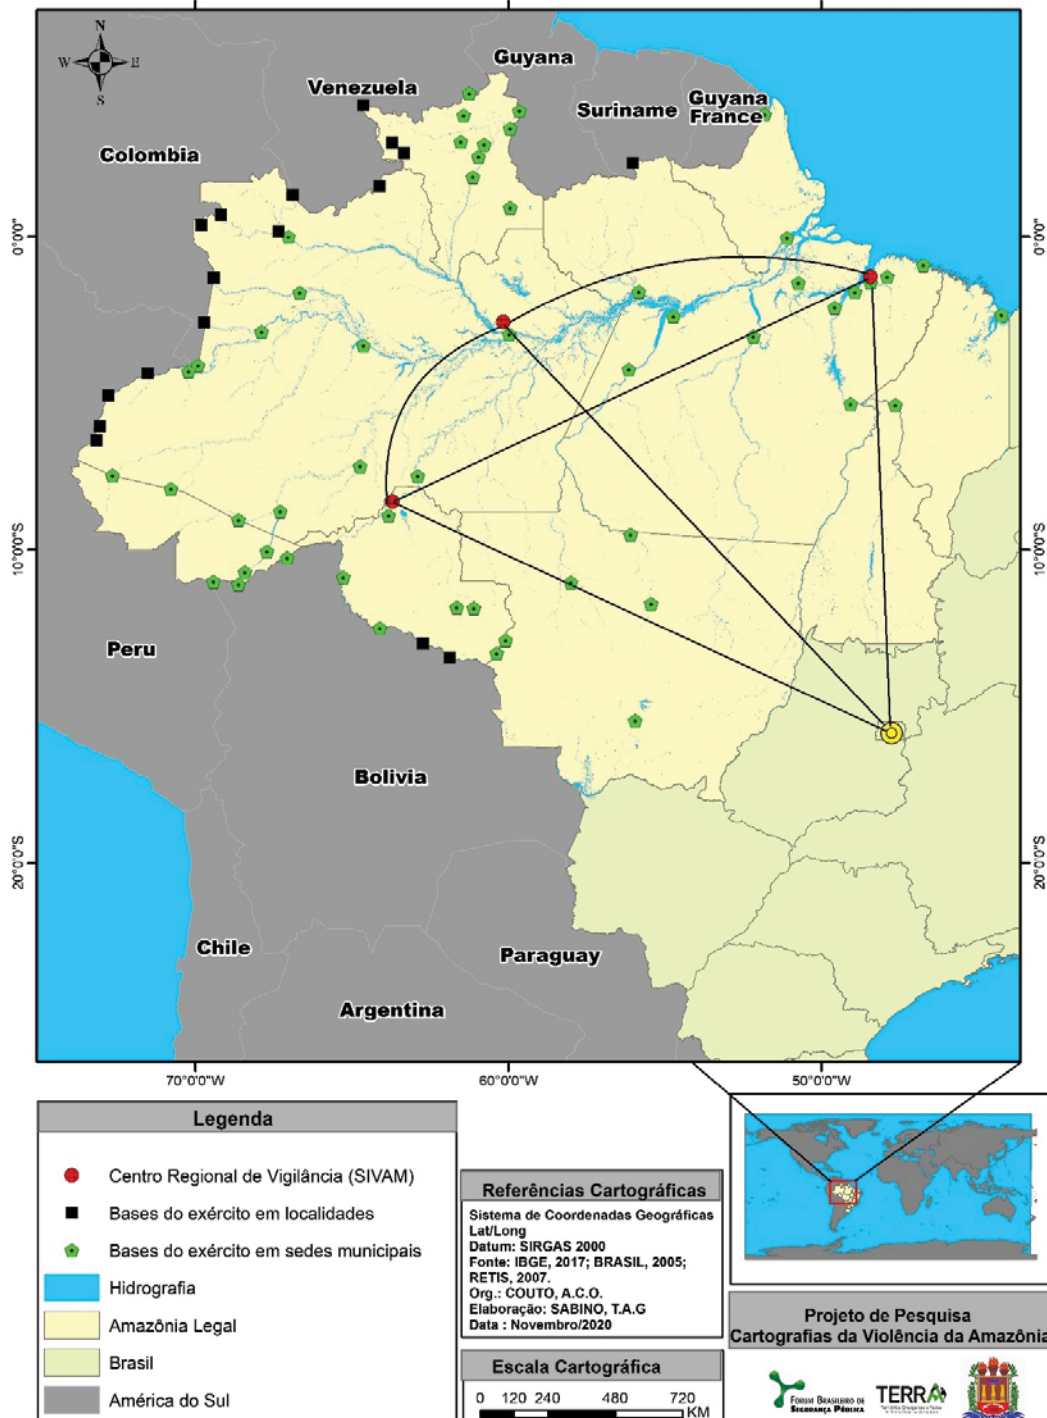 N
W E
S
Guyana
Venezuela
Suriname
Guyana
France
Colombia
0°0'0"
0°0'0"
10°0'0"S
10°0'0"S
Peru
Bolivia
20°0'0"S
20°0'0"S
Chile
Paraguay
Argentina
70°0'0"W
60°0'0"W
50°0'0"W
Legenda
Centro Regional de Vigilância (SIVAM)
Bases do exército em localidades
Bases do exército em sedes municipais
Hidrografia
Amazônia Legal
Brasil
América do Sul
Referências Cartográficas
Sistema de Coordenadas Geográficas
Lat/Long
Datum: SIRGAS 2000
Fonte: IBGE, 2017; BRASIL, 2005;
RETIS, 2007.
Org.: COUTO, A.C.O.
Elaboração: SABINO, T.A.G
Data : Novembro/2020
Escala Cartográfica
0 120 240 480 720
KM
Projeto de Pesquisa
Cartografias da Violência da Amazônia
FÓRUM BRASILEIRO DE
SEGURANÇA PÚBLICA
TERRA